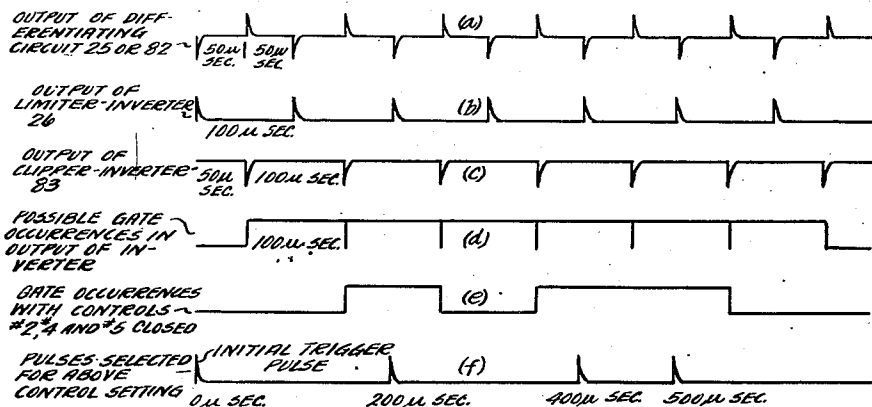 OUTPUT OF DIFF-
ERENTIATING
CIRCUIT 25 OR 82
50μ SEC.
50μ SEC
(a)
OUTPUT OF
LIMITER-INVERTER
26
100μ SEC.
(b)
OUTPUT OF
CLIPPER-INVERTER-
83
50μ SEC.
100μ SEC.
(c)
POSSIBLE GATE
OCCURRENCES IN
OUTPUT OF IN-
VERTER
100μ SEC.
(d)
GATE OCCURRENCES
WITH CONTROLS
#2, #4 AND #5 CLOSED
(e)
PULSES SELECTED
FOR ABOVE
CONTROL SETTING
INITIAL TRIGGER
PULSE
(f)
0μ SEC. 200μ SEC. 400μ SEC. 500μ SEC.